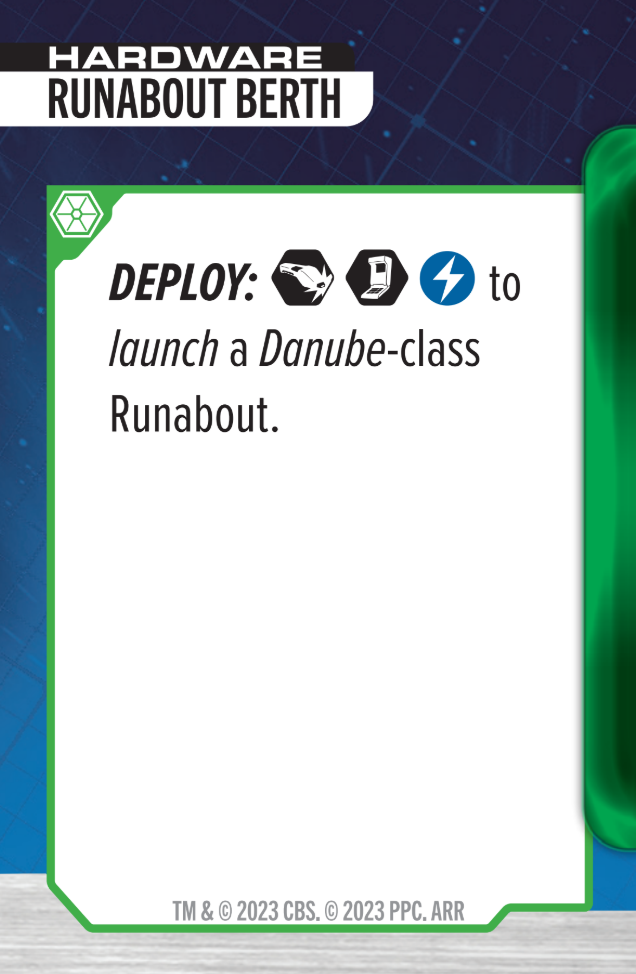 HARDWARE
RUNABOUT BERTH
DEPLOY: to
launch a Danube-class
Runabout.
TM & © 2023 CBS. © 2023 PPC. ARR